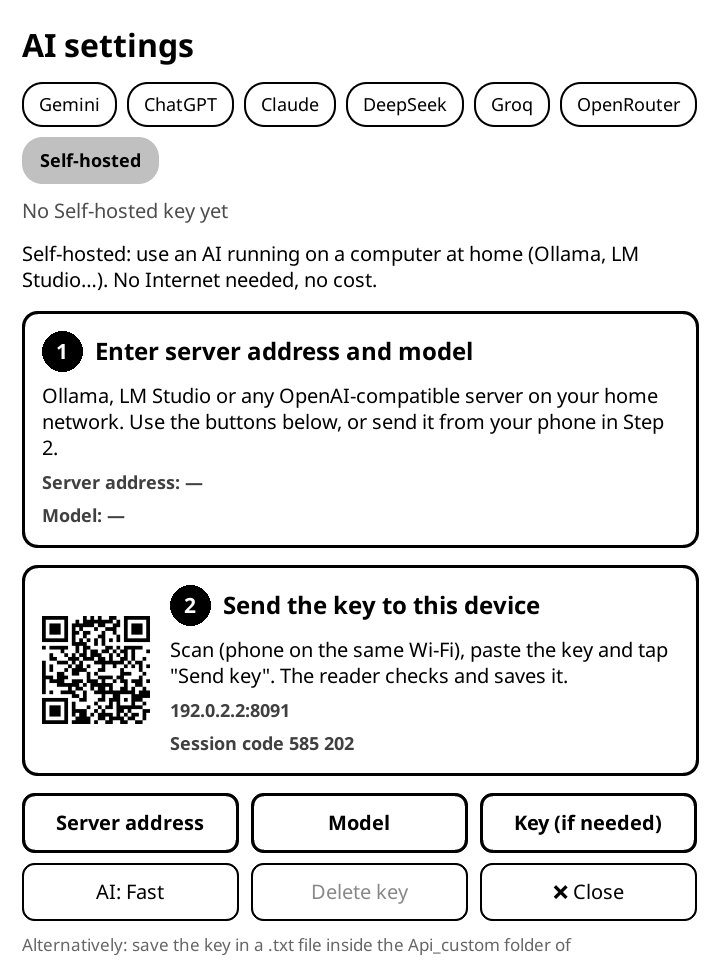 AI settings
Gemini
ChatGPT
Claude
DeepSeek
Groq
OpenRouter
Self-hosted
No Self-hosted key yet
Self-hosted: use an AI running on a computer at home (Ollama, LM
Studio...). No Internet needed, no cost.
1 Enter server address and model
Ollama, LM Studio or any OpenAI-compatible server on your home
network. Use the buttons below, or send it from your phone in Step
2.
Server address: —
Model: —
2 Send the key to this device
Scan (phone on the same Wi-Fi), paste the key and tap
"Send key". The reader checks and saves it.
192.0.2.2:8091
Session code 585 202
Server address
Model
Key (if needed)
AI: Fast
Delete key
✕ Close
Alternatively: save the key in a .txt file inside the Api_custom folder of